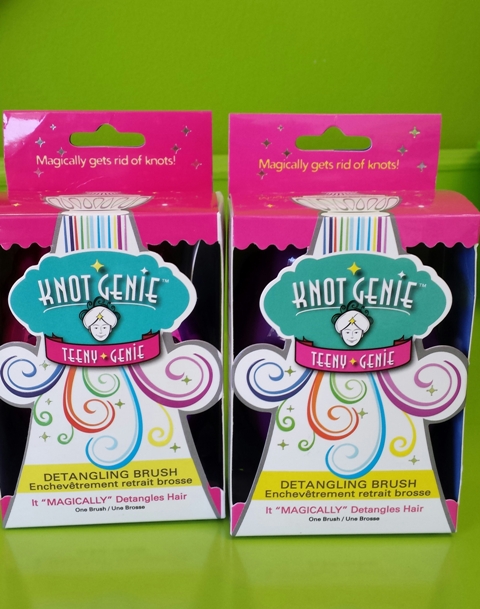 Magically gets rid of knots!
KNOT GENIE™
TEENY GENIE
DETANGLING BRUSH
Enchevêtrement retrait brosse
It "MAGICALLY" Detangles Hair
One Brush / Une Brosse
Magically gets rid of knots!
KNOT GENIE™
TEENY GENIE
DETANGLING BRUSH
Enchevêtrement retrait brosse
It "MAGICALLY" Detangles Hair
One Brush / Une Brosse